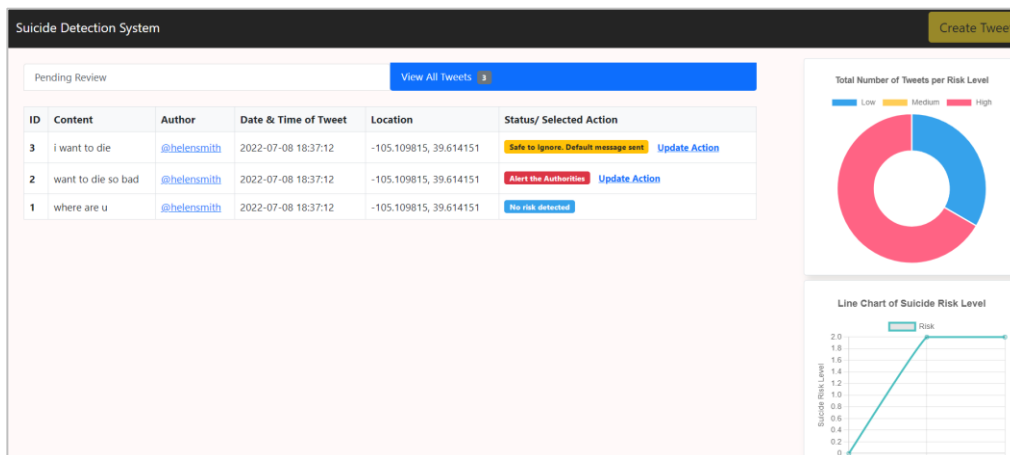 Suicide Detection System
Create Tweet
Pending Review
View All Tweets 3
ID Content Author Date & Time of Tweet Location Status/ Selected Action
3 i want to die @helensmith 2022-07-08 18:37:12 -105.109815, 39.614151 Safe to Ignore. Default message sent Update Action
2 want to die so bad @helensmith 2022-07-08 18:37:12 -105.109815, 39.614151 Alert the Authorities Update Action
1 where are u @helensmith 2022-07-08 18:37:12 -105.109815, 39.614151 No risk detected
Total Number of Tweets per Risk Level
Low Medium High
Line Chart of Suicide Risk Level
Risk
Suicide Risk Level
2.0
1.8
1.6
1.4
1.2
1.0
0.8
0.6
0.4
0.2
0